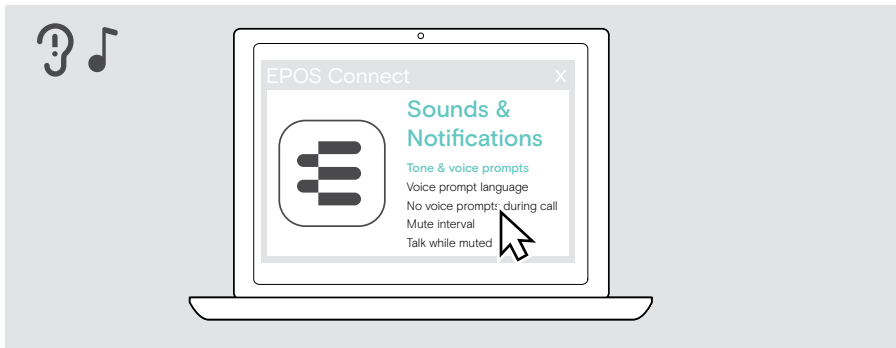 EPOS Connect X
Sounds &
Notifications
Tone & voice prompts
Voice prompt language
No voice prompts during call
Mute interval
Talk while muted